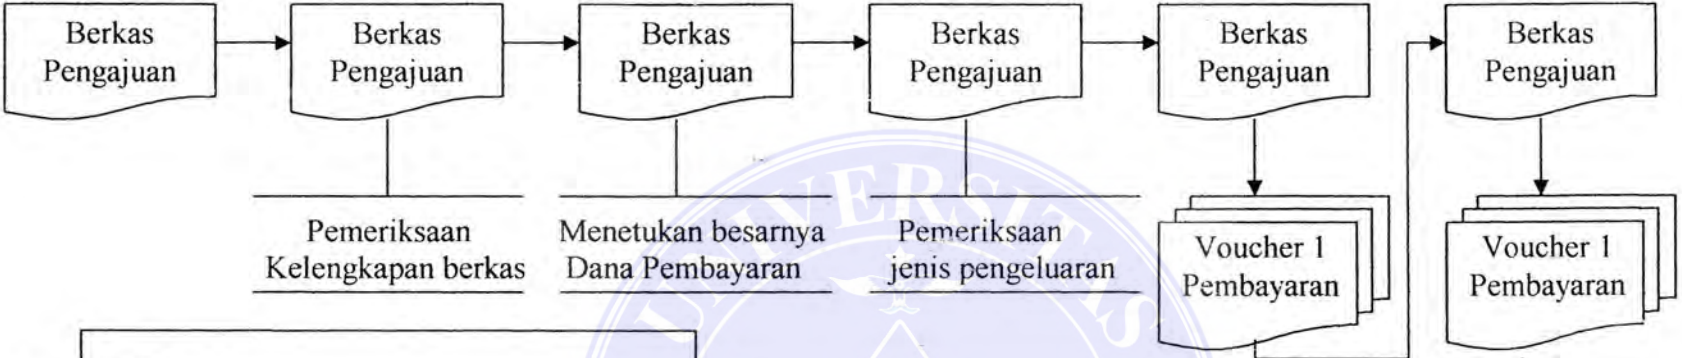 Berkas
Pengajuan
Berkas
Pengajuan
Berkas
Pengajuan
Berkas
Pengajuan
Berkas
Pengajuan
Berkas
Pengajuan
Pemeriksaan
Kelengkapan berkas
Menetukan besarnya
Dana Pembayaran
Pemeriksaan
jenis pengeluaran
Voucher 1
Pembayaran
Voucher 1
Pembayaran
UNIVERSITAS